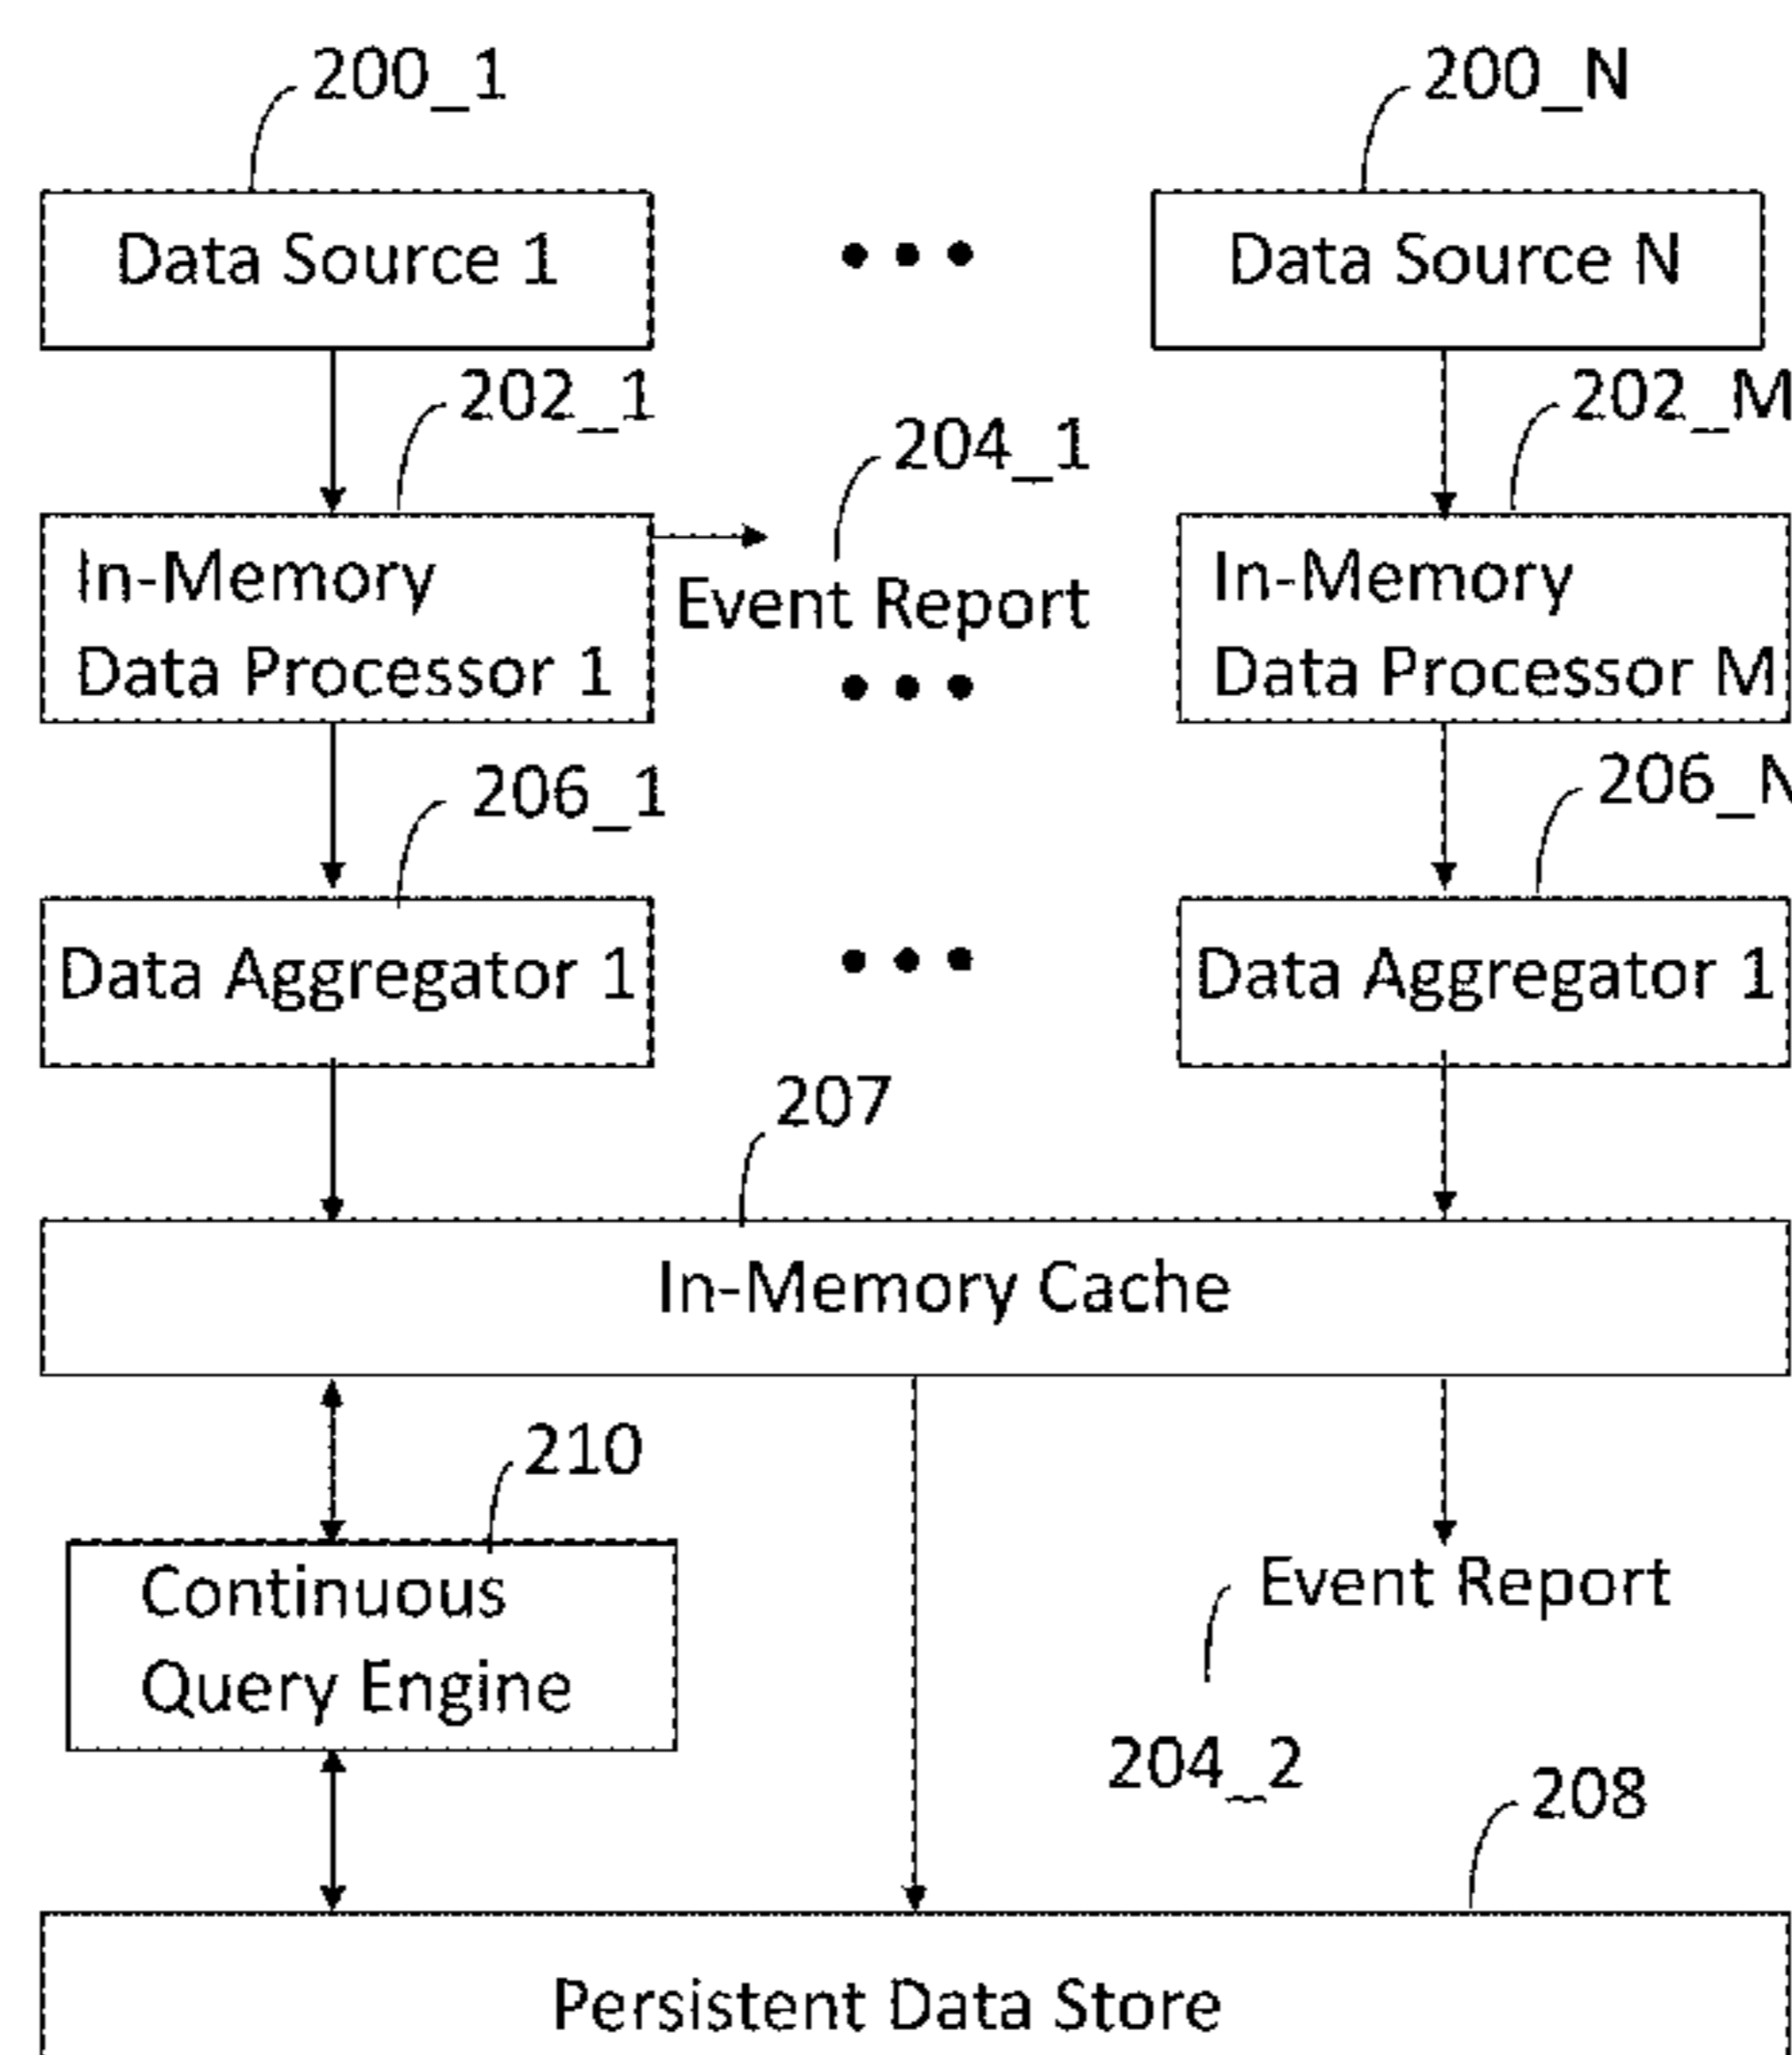 200_1
200_N
Data Source 1
Data Source N
202_1
202_M
204_1
In-Memory
Data Processor 1
Event Report
In-Memory
Data Processor M
206_1
206_N
Data Aggregator 1
Data Aggregator 1
207
In-Memory Cache
210
Continuous
Query Engine
Event Report
204_2
208
Persistent Data Store